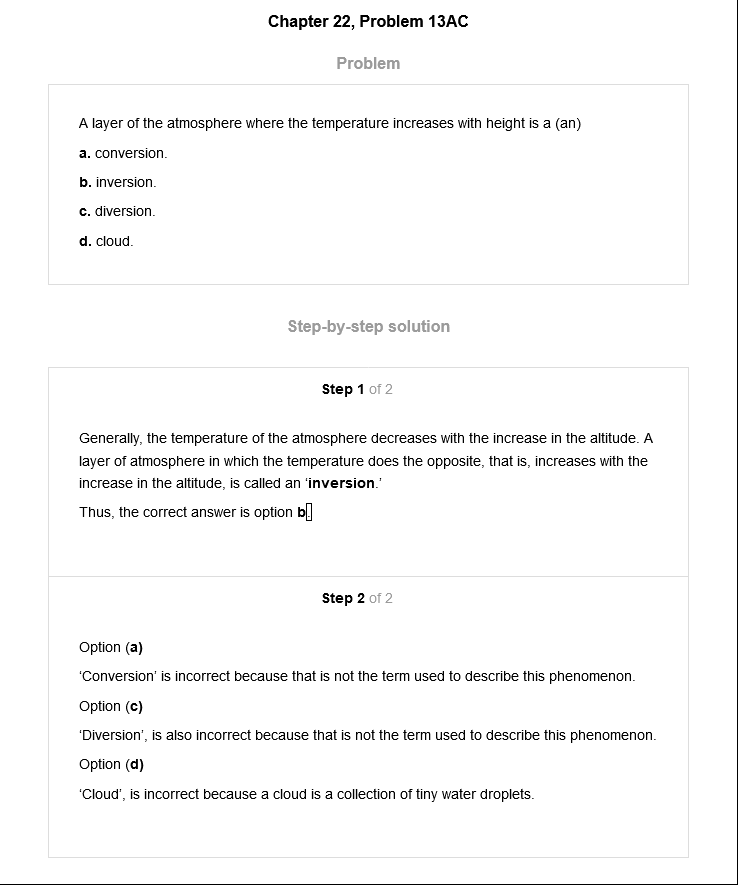 Chapter 22, Problem 13AC
Problem
A layer of the atmosphere where the temperature increases with height is a (an)
a. conversion.
b. inversion.
c. diversion.
d. cloud.
Step-by-step solution
Step 1 of 2
Generally, the temperature of the atmosphere decreases with the increase in the altitude. A
layer of atmosphere in which the temperature does the opposite, that is, increases with the
increase in the altitude, is called an ‘inversion.’
Thus, the correct answer is option b.
Step 2 of 2
Option (a)
‘Conversion’ is incorrect because that is not the term used to describe this phenomenon.
Option (c)
‘Diversion’, is also incorrect because that is not the term used to describe this phenomenon.
Option (d)
‘Cloud’, is incorrect because a cloud is a collection of tiny water droplets.